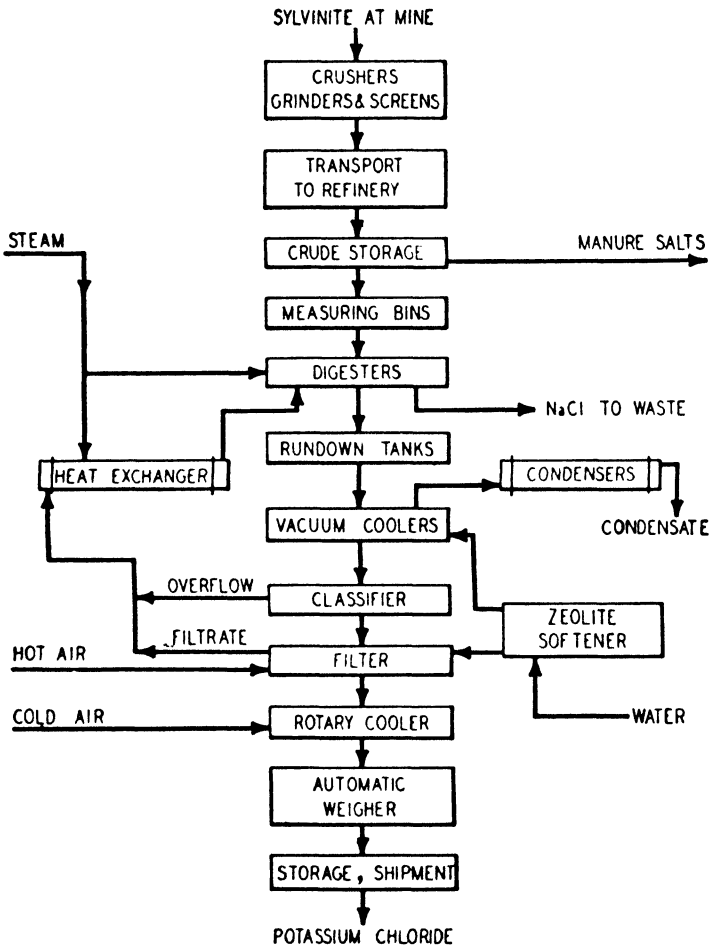 SYLVINITE AT MINE
CRUSHERS
GRINDERS & SCREENS
TRANSPORT
TO REFINERY
STEAM
CRUDE STORAGE
MANURE SALTS
MEASURING BINS
DIGESTERS
NaCl TO WASTE
RUNDOWN TANKS
HEAT EXCHANGER
CONDENSERS
VACUUM COOLERS
CONDENSATE
OVERFLOW
CLASSIFIER
ZEOLITE
SOFTENER
FILTRATE
HOT AIR
FILTER
COLD AIR
ROTARY COOLER
WATER
AUTOMATIC
WEIGHER
STORAGE, SHIPMENT
POTASSIUM CHLORIDE